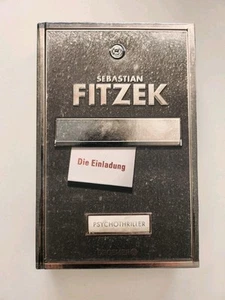 SEBASTIAN
FITZEK
Die Einladung
PSYCHOTHRILLER